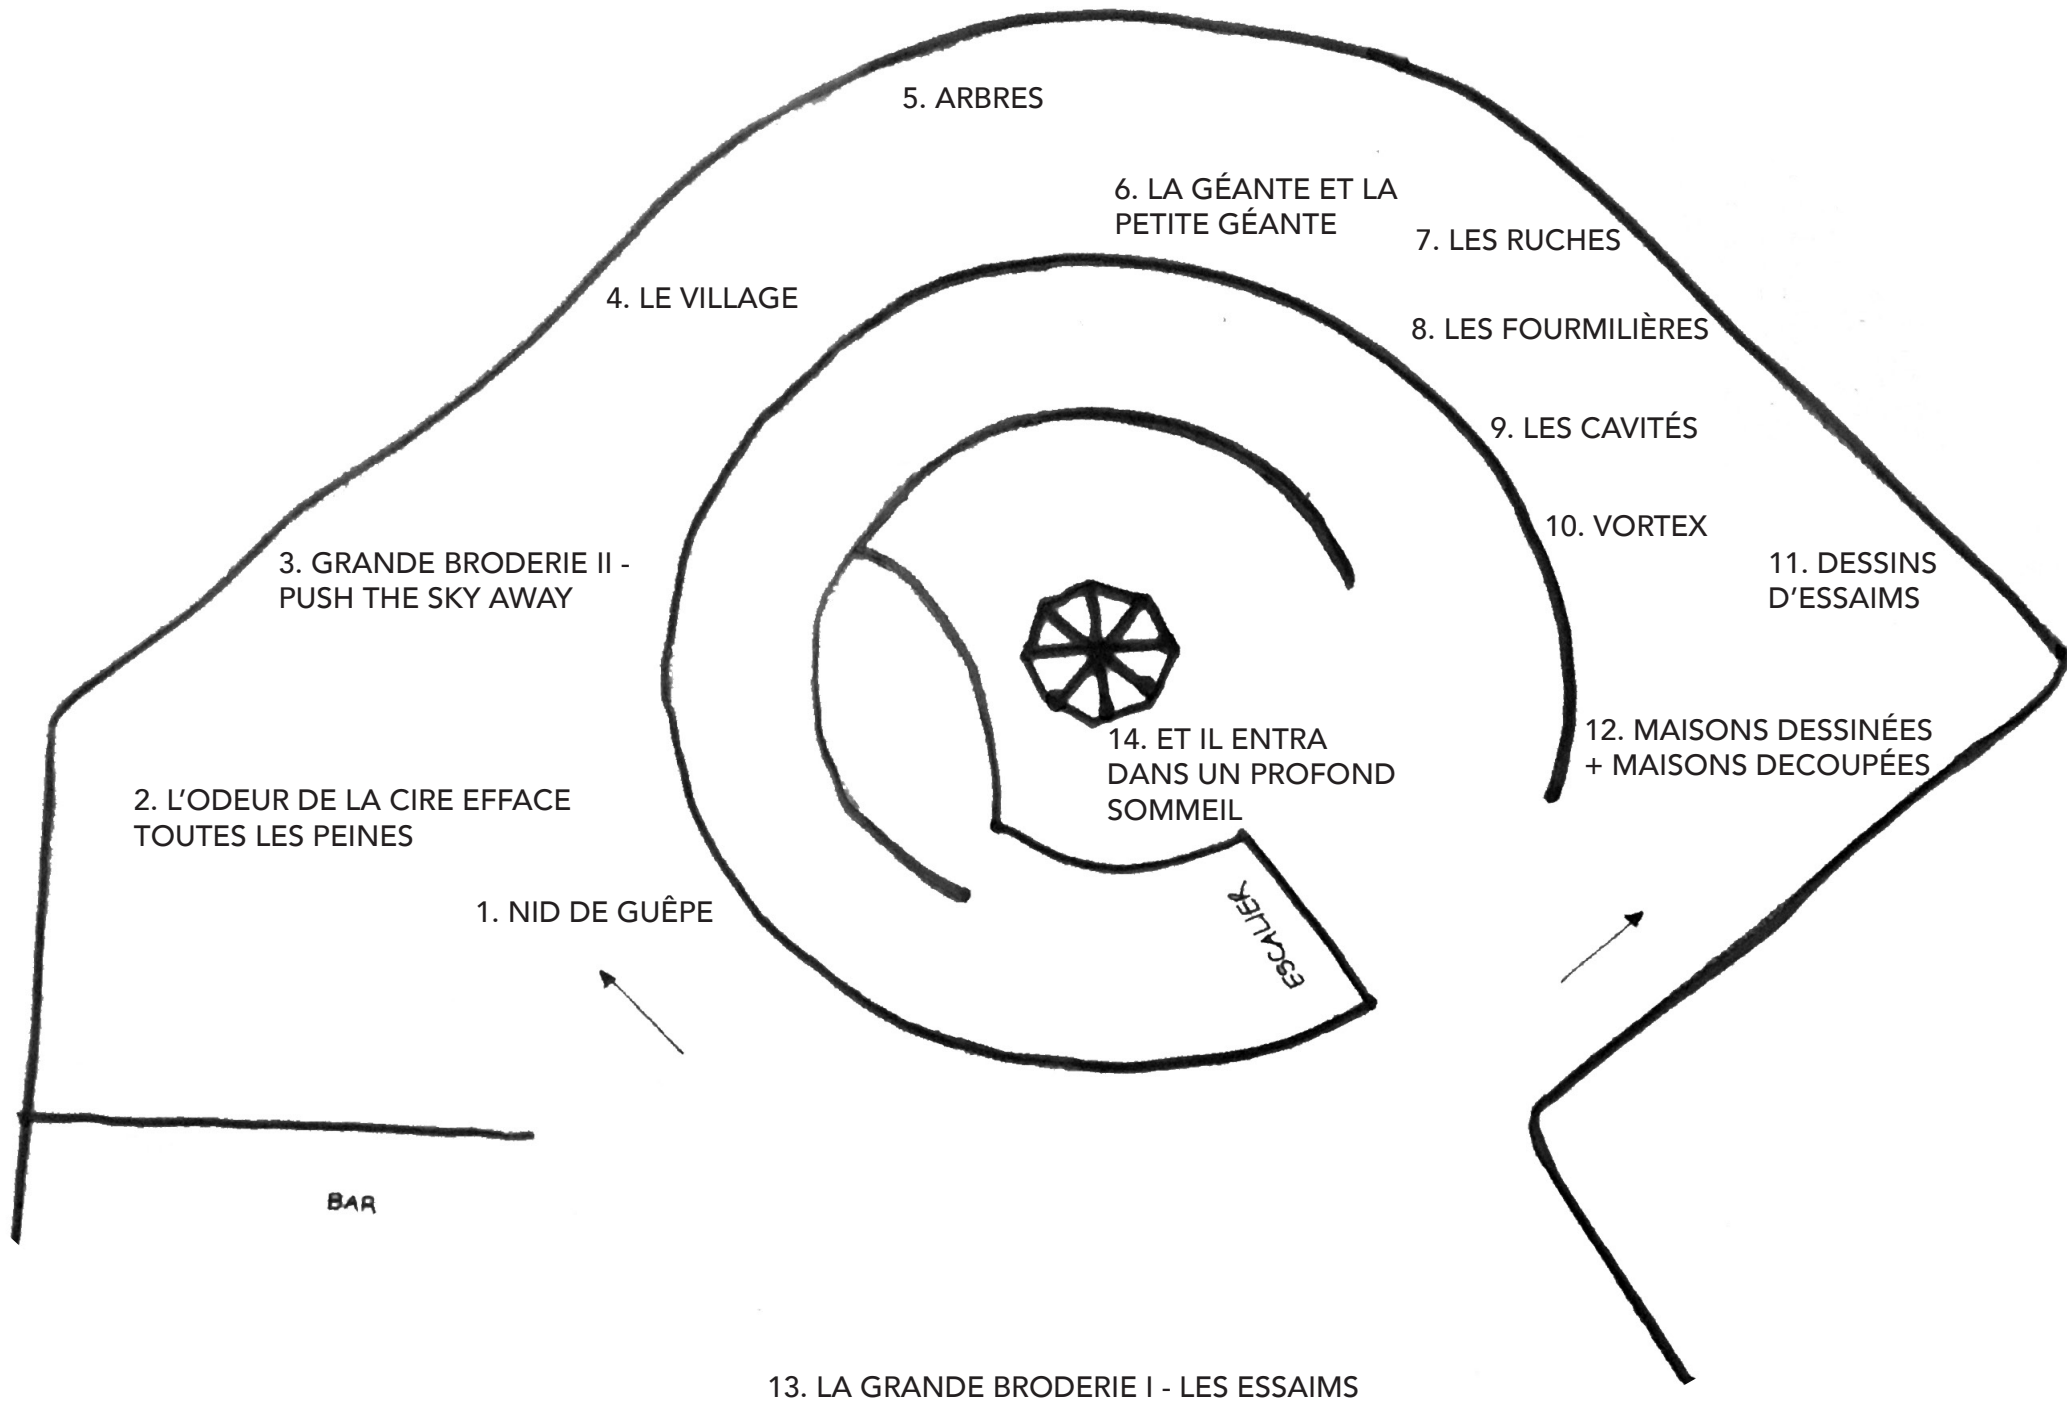 5. ARBRES
6. LA GÉANTE ET LA
PETITE GÉANTE
7. LES RUCHES
4. LE VILLAGE
8. LES FOURMILIÈRES
9. LES CAVITÉS
10. VORTEX
3. GRANDE BRODERIE II -
PUSH THE SKY AWAY
11. DESSINS
D'ESSAIMS
12. MAISONS DESSINÉES
+ MAISONS DECOUPÉES
14. ET IL ENTRA
DANS UN PROFOND
SOMMEIL
2. L'ODEUR DE LA CIRE EFFACE
TOUTES LES PEINES
1. NID DE GUÊPE
ESCALIER
BAR
13. LA GRANDE BRODERIE I - LES ESSAIMS